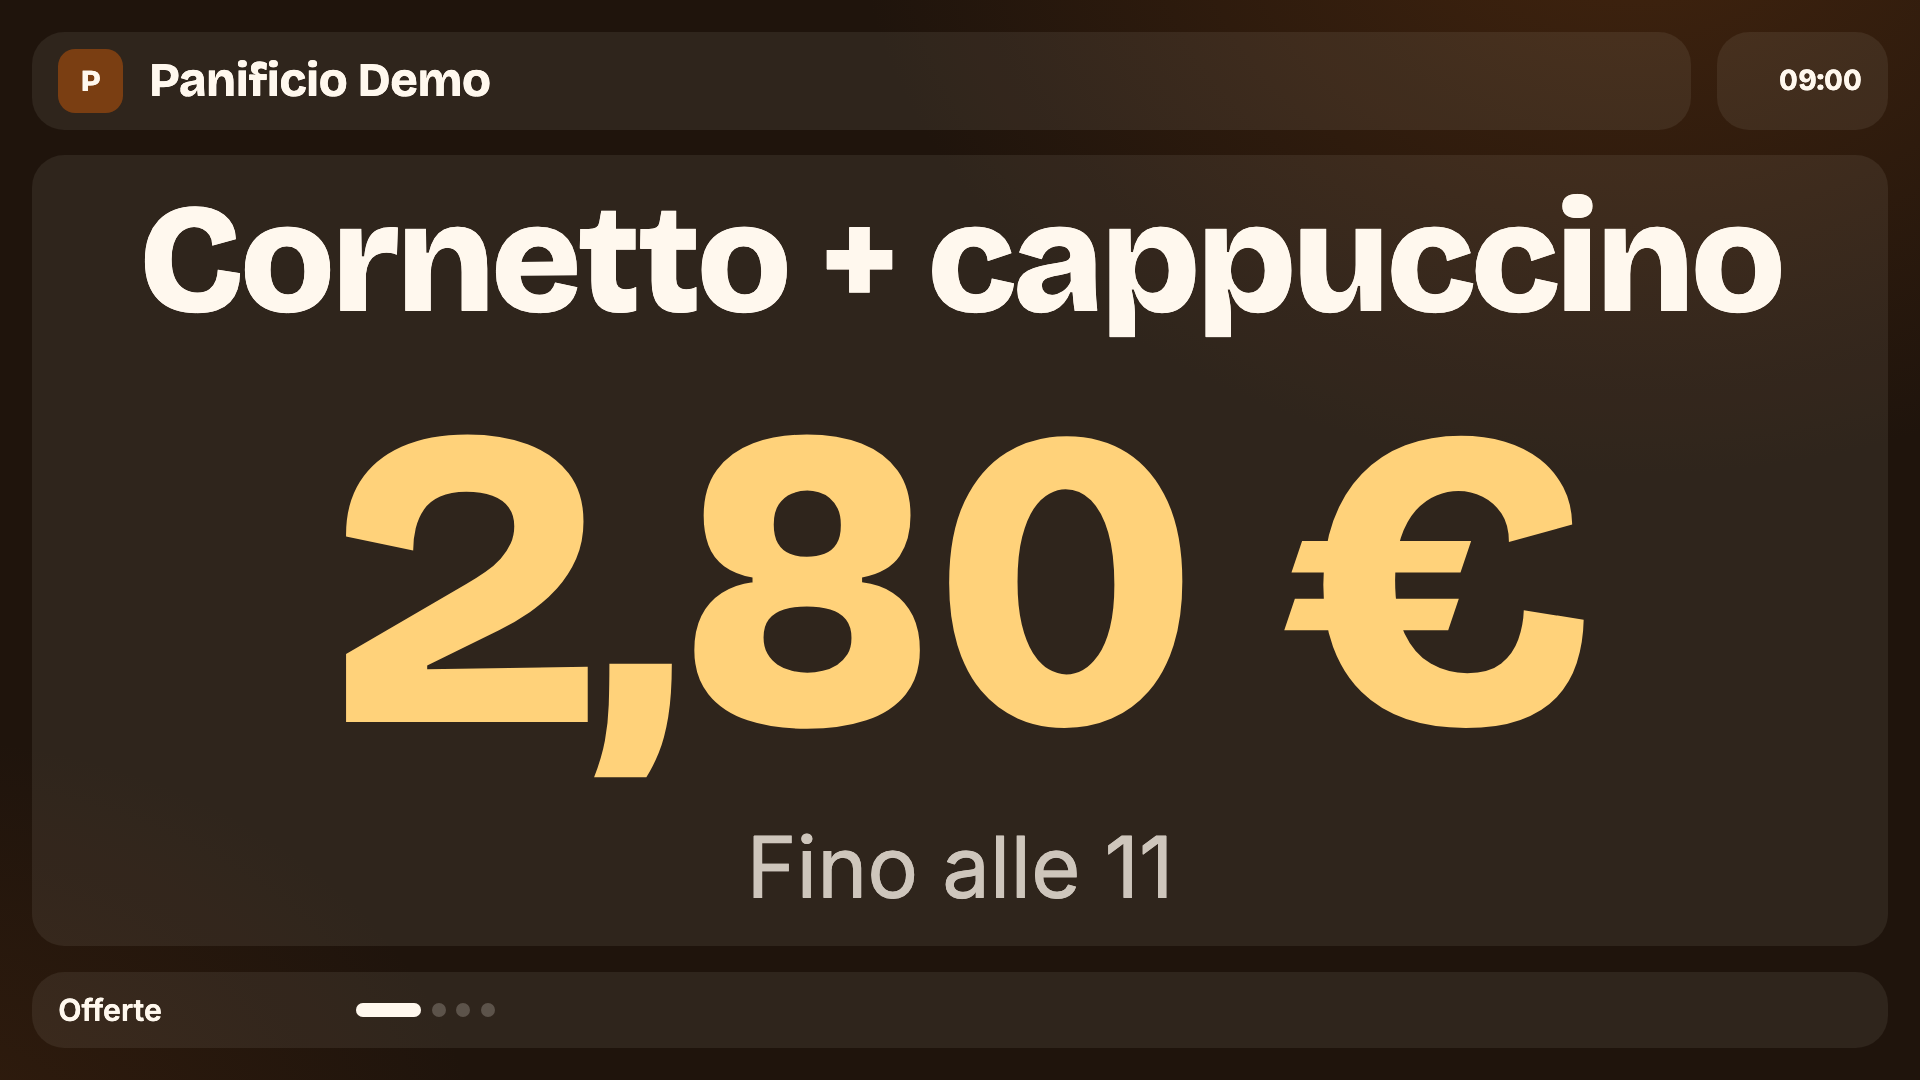 P
Panificio Demo
09:00
Cornetto + cappuccino
2,80 €
Fino alle 11
Offerte